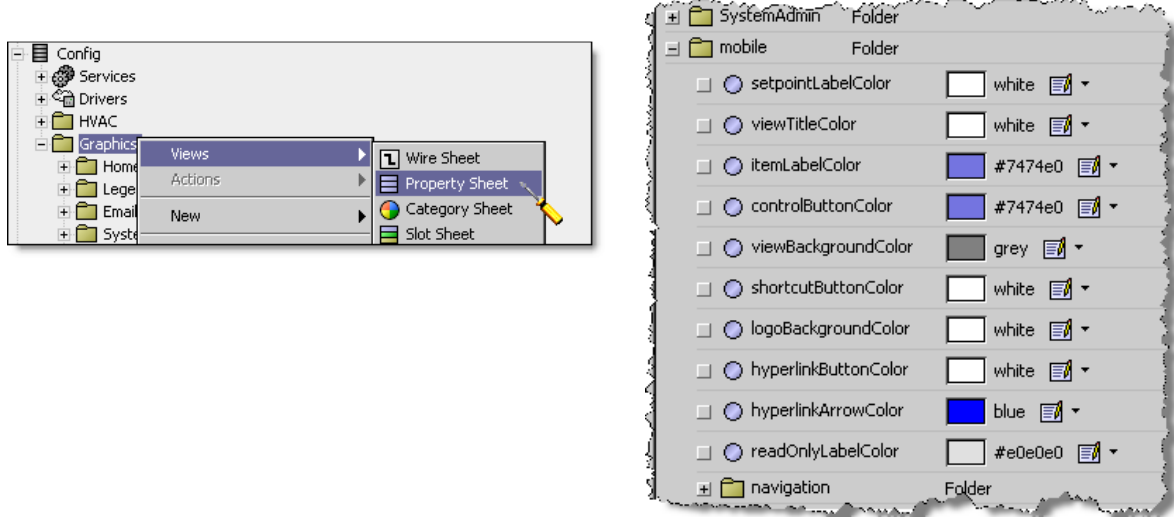 Config
Services
Drivers
HVAC
Graphics
Home
Lege
Email
Syste
Views
Actions
New
Wire Sheet
Property Sheet
Category Sheet
Slot Sheet
SystemAdmin Folder
mobile Folder
setpointLabelColor white
viewTitleColor white
itemLabelColor #7474e0
controlButtonColor #7474e0
viewBackgroundColor grey
shortcutButtonColor white
logoBackgroundColor white
hyperlinkButtonColor white
hyperlinkArrowColor blue
readOnlyLabelColor #e0e0e0
navigation Folder